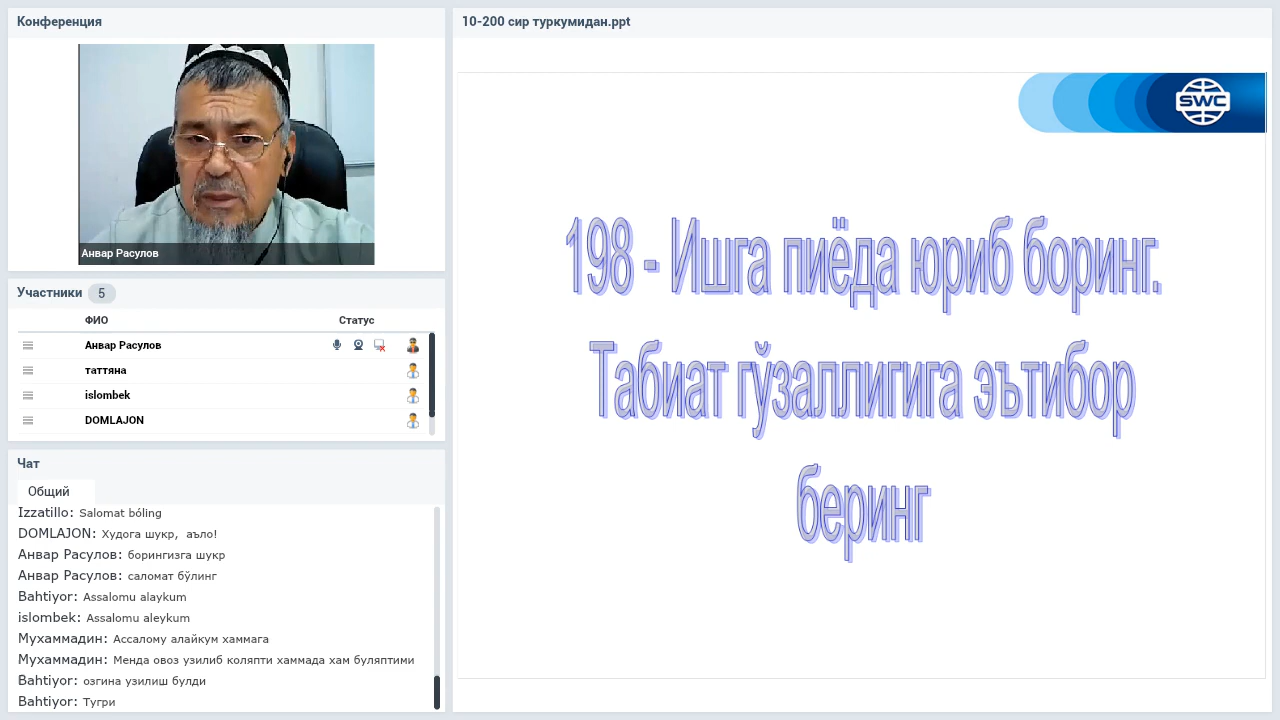 Конференция
Анвар Расулов
Участники 5
ФИО Статус
Анвар Расулов
таттяна
islombek
DOMLAJON
Чат
Общий
Izzatillo: Salomat bóling
DOMLAJON: Худога шукр, аъло!
Анвар Расулов: борингизга шукр
Анвар Расулов: саломат бўлинг
Bahtiyor: Assalomu alaykum
islombek: Assalomu aleykum
Мухаммадин: Ассалому алайкум хаммага
Мухаммадин: Менда овоз узилиб коляпти хаммада хам буляптими
Bahtiyor: озгина узилиш булди
Bahtiyor: Тугри
10-200 сир туркумидан.ppt
SWC
198 - Ишга пиёда юриб боринг.
Табиат гўзаллигига эътибор
беринг